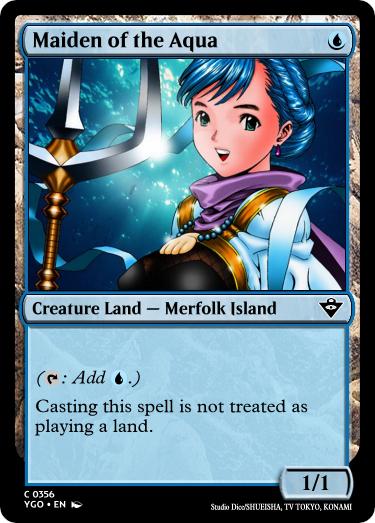 Maiden of the Aqua
Creature Land — Merfolk Island
(: Add .)
Casting this spell is not treated as
playing a land.
1/1
C 0356
YGO • EN
Studio Dice/SHUEISHA, TV TOKYO, KONAMI